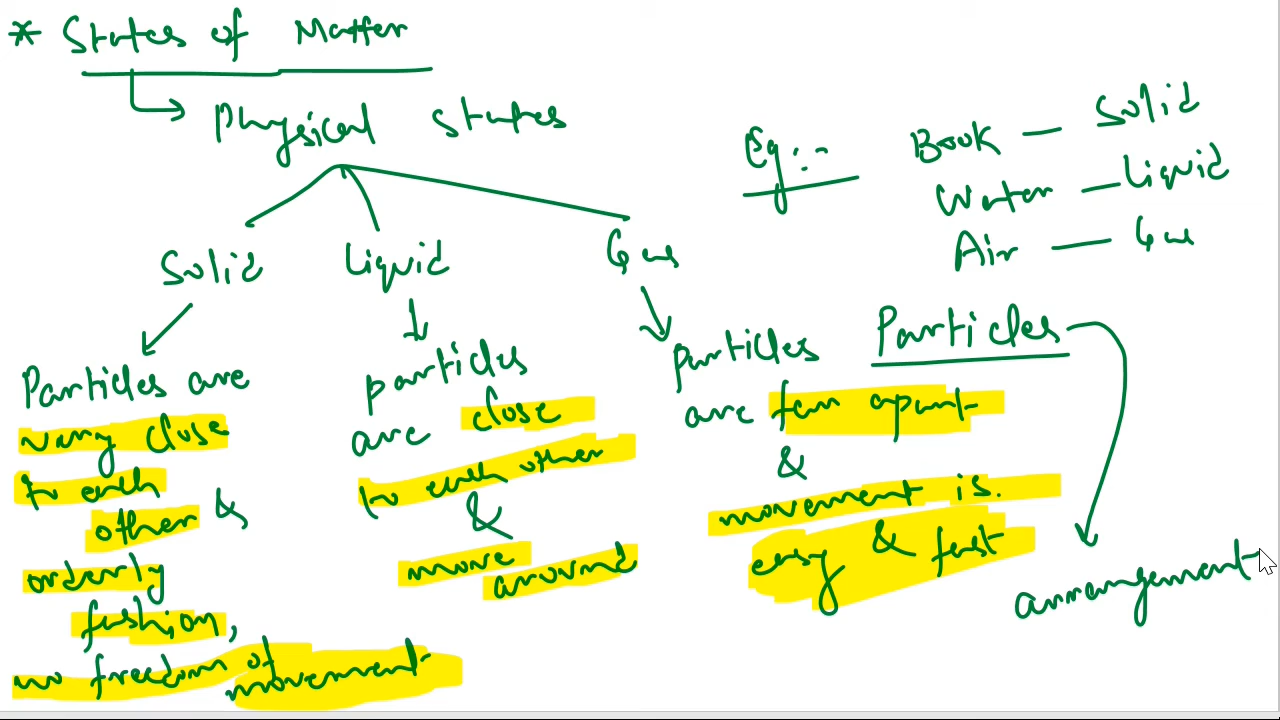 * States of Matter
Physical states
Solid
Liquid
Gas
Particles are
very close
to each
other &
orderly
fashion,
no freedom of
movement
particles
are close
to each other
&
move
around
particles
are far apart
&
movement is.
easy & fast
Eg:-
Book — Solid
Water — Liquid
Air — Gas
Particles
arrangement